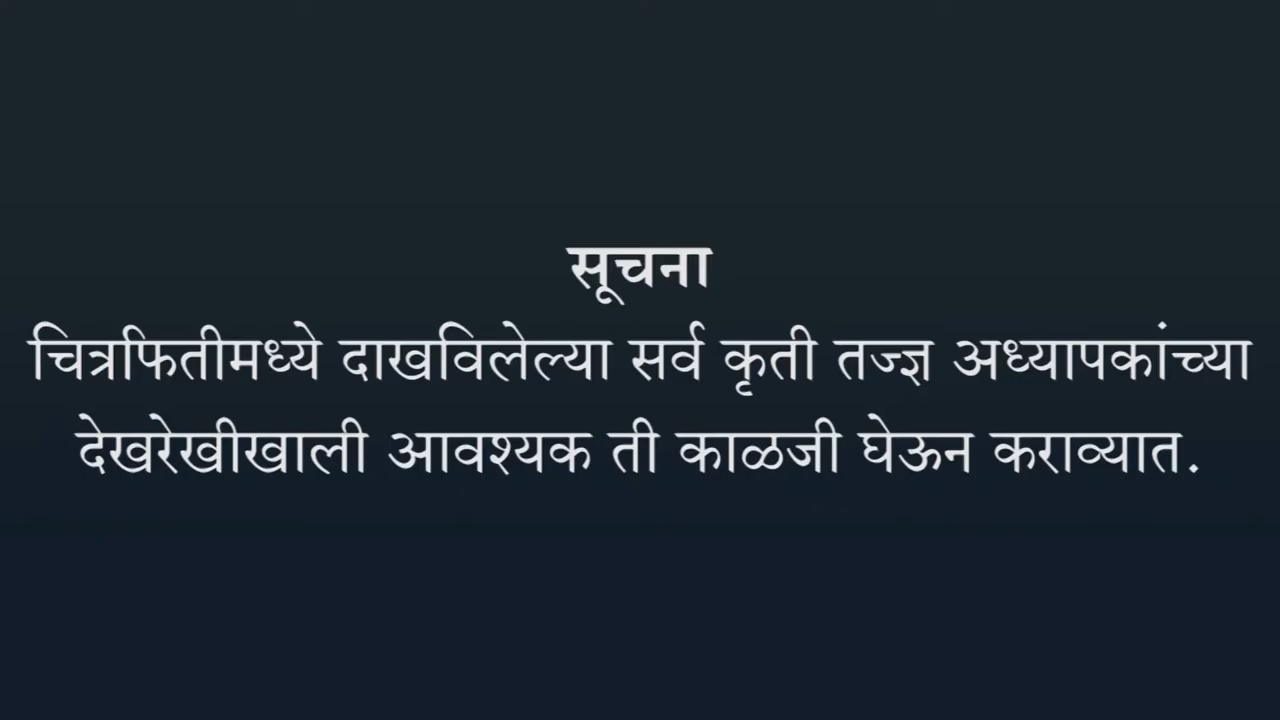 सूचना
चित्रफितीमध्ये दाखविलेल्या सर्व कृती तज्ज्ञ अध्यापकांच्या
देखरेखीखाली आवश्यक ती काळजी घेऊन कराव्यात.